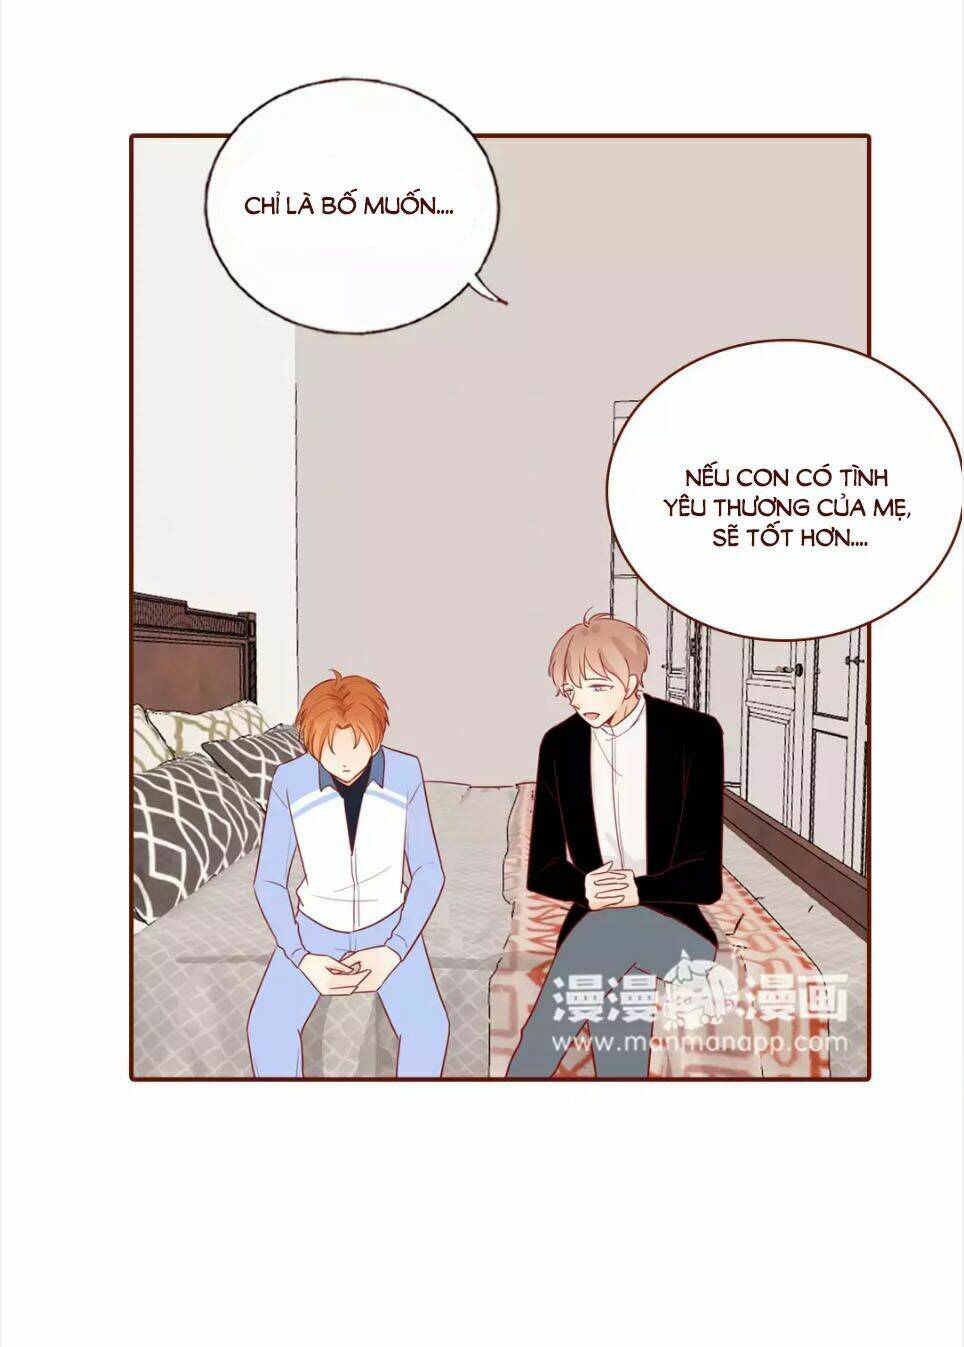 CHỈ LÀ BỐ MUỐN....
NẾU CON CÓ TÌNH
YÊU THƯƠNG CỦA MẸ,
SẼ TỐT HƠN....
漫漫漫画
www.manmanapp.com